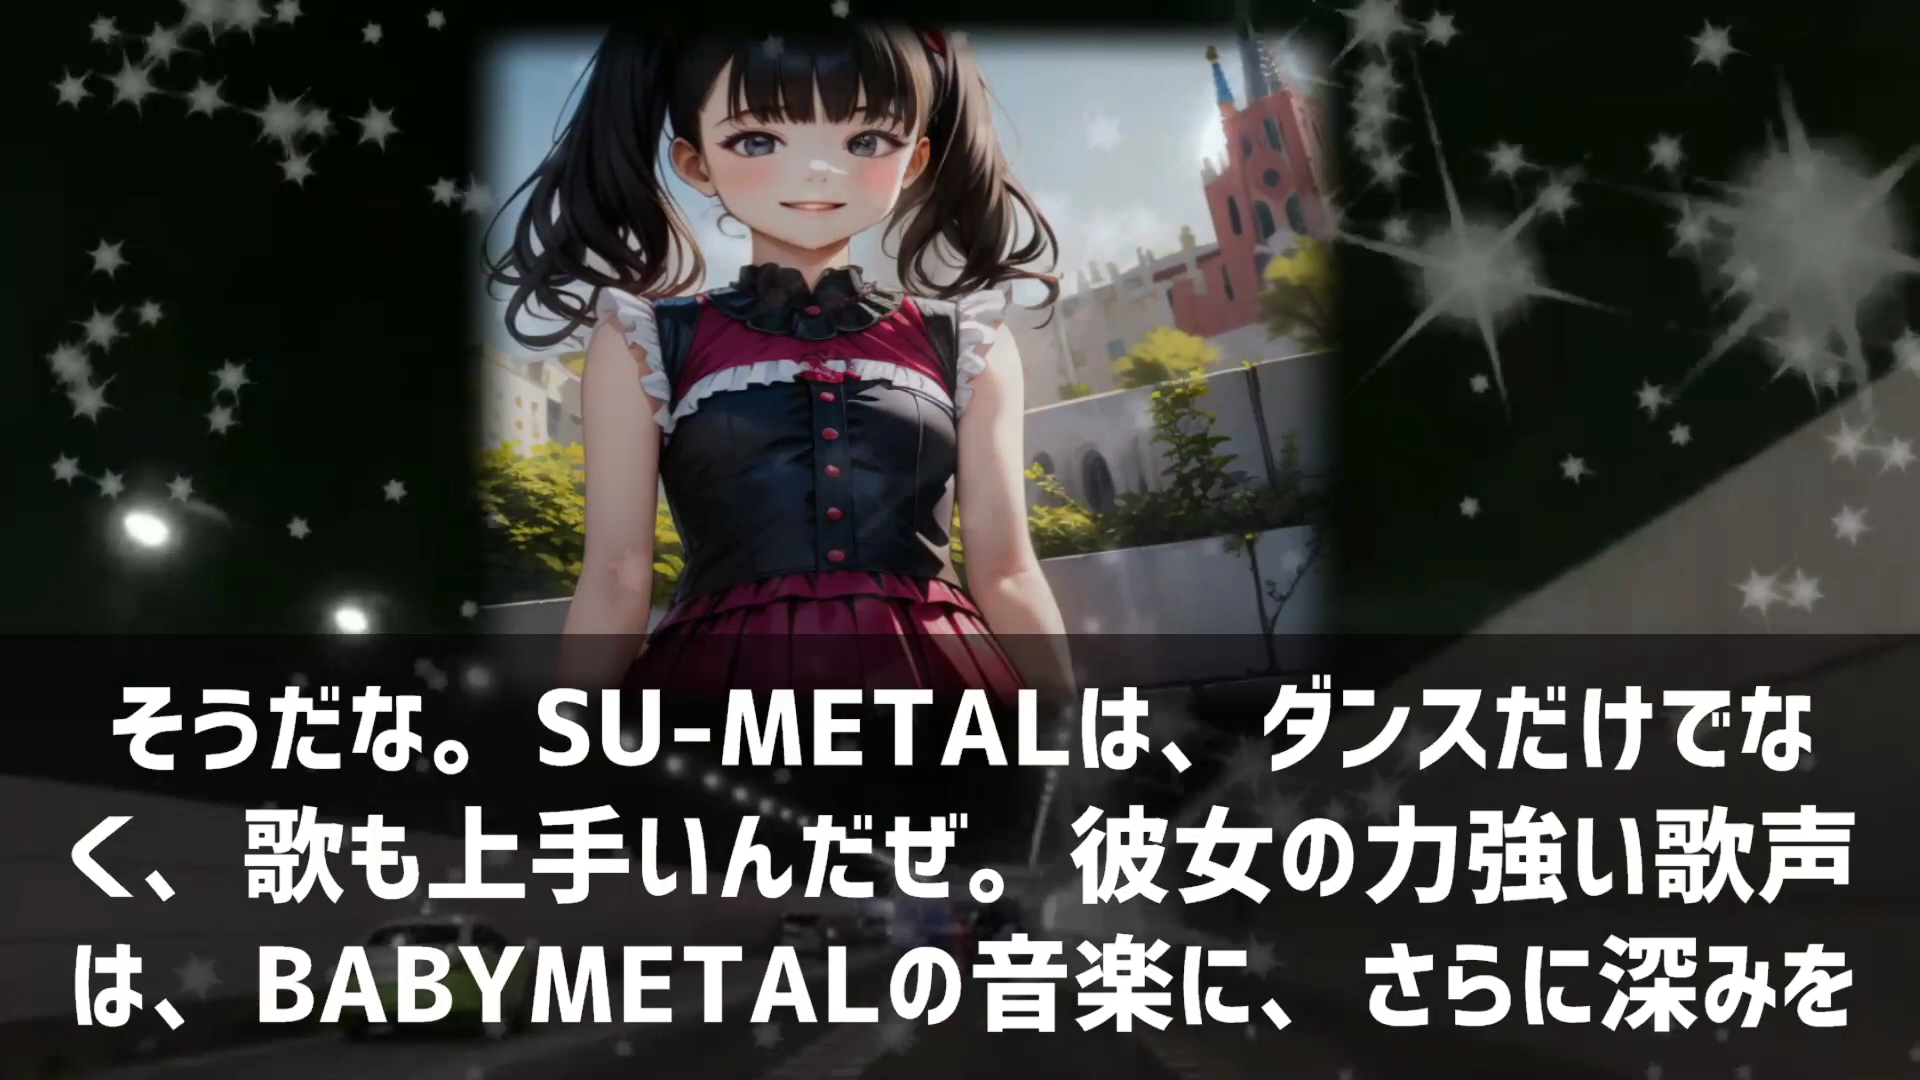 そうだな。SU-METALは、ダンスだけでな
く、歌も上手いんだぜ。彼女の力強い歌声
は、BABYMETALの音楽に、さらに深みを